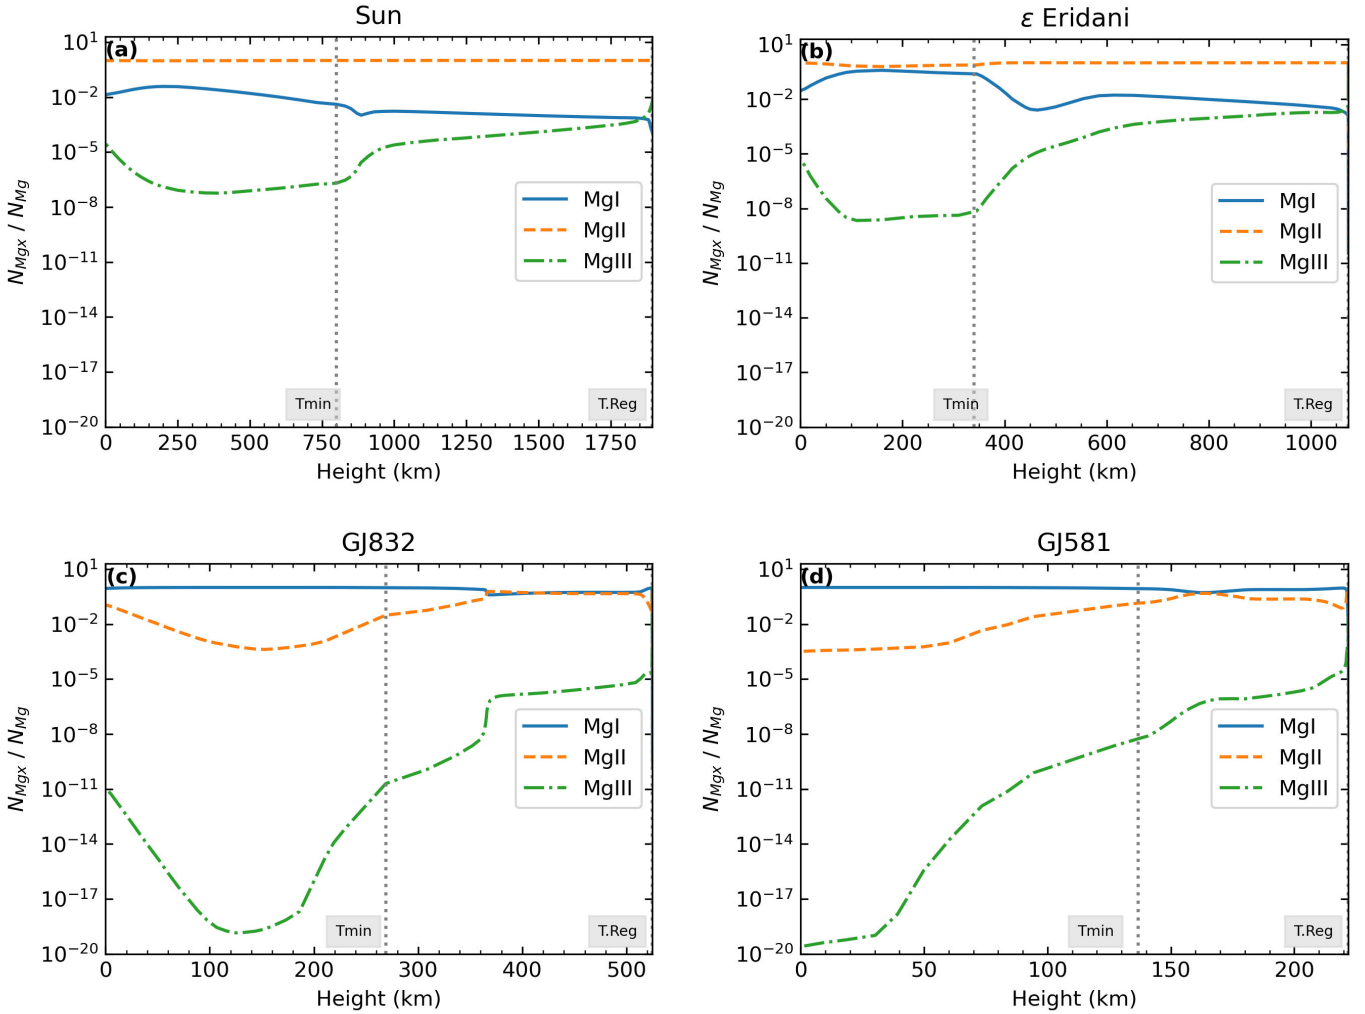 Sun
(a)
10^1
10^-2
10^-5
10^-8
10^-11
10^-14
10^-17
10^-20
N_Mgx / N_Mg
MgI
MgII
MgIII
Tmin
T.Reg
0 250 500 750 1000 1250 1500 1750
Height (km)
ε Eridani
(b)
10^1
10^-2
10^-5
10^-8
10^-11
10^-14
10^-17
10^-20
N_Mgx / N_Mg
MgI
MgII
MgIII
Tmin
T.Reg
0 200 400 600 800 1000
Height (km)
GJ832
(c)
10^1
10^-2
10^-5
10^-8
10^-11
10^-14
10^-17
10^-20
N_Mgx / N_Mg
MgI
MgII
MgIII
Tmin
T.Reg
0 100 200 300 400 500
Height (km)
GJ581
(d)
10^1
10^-2
10^-5
10^-8
10^-11
10^-14
10^-17
10^-20
N_Mgx / N_Mg
MgI
MgII
MgIII
Tmin
T.Reg
0 50 100 150 200
Height (km)